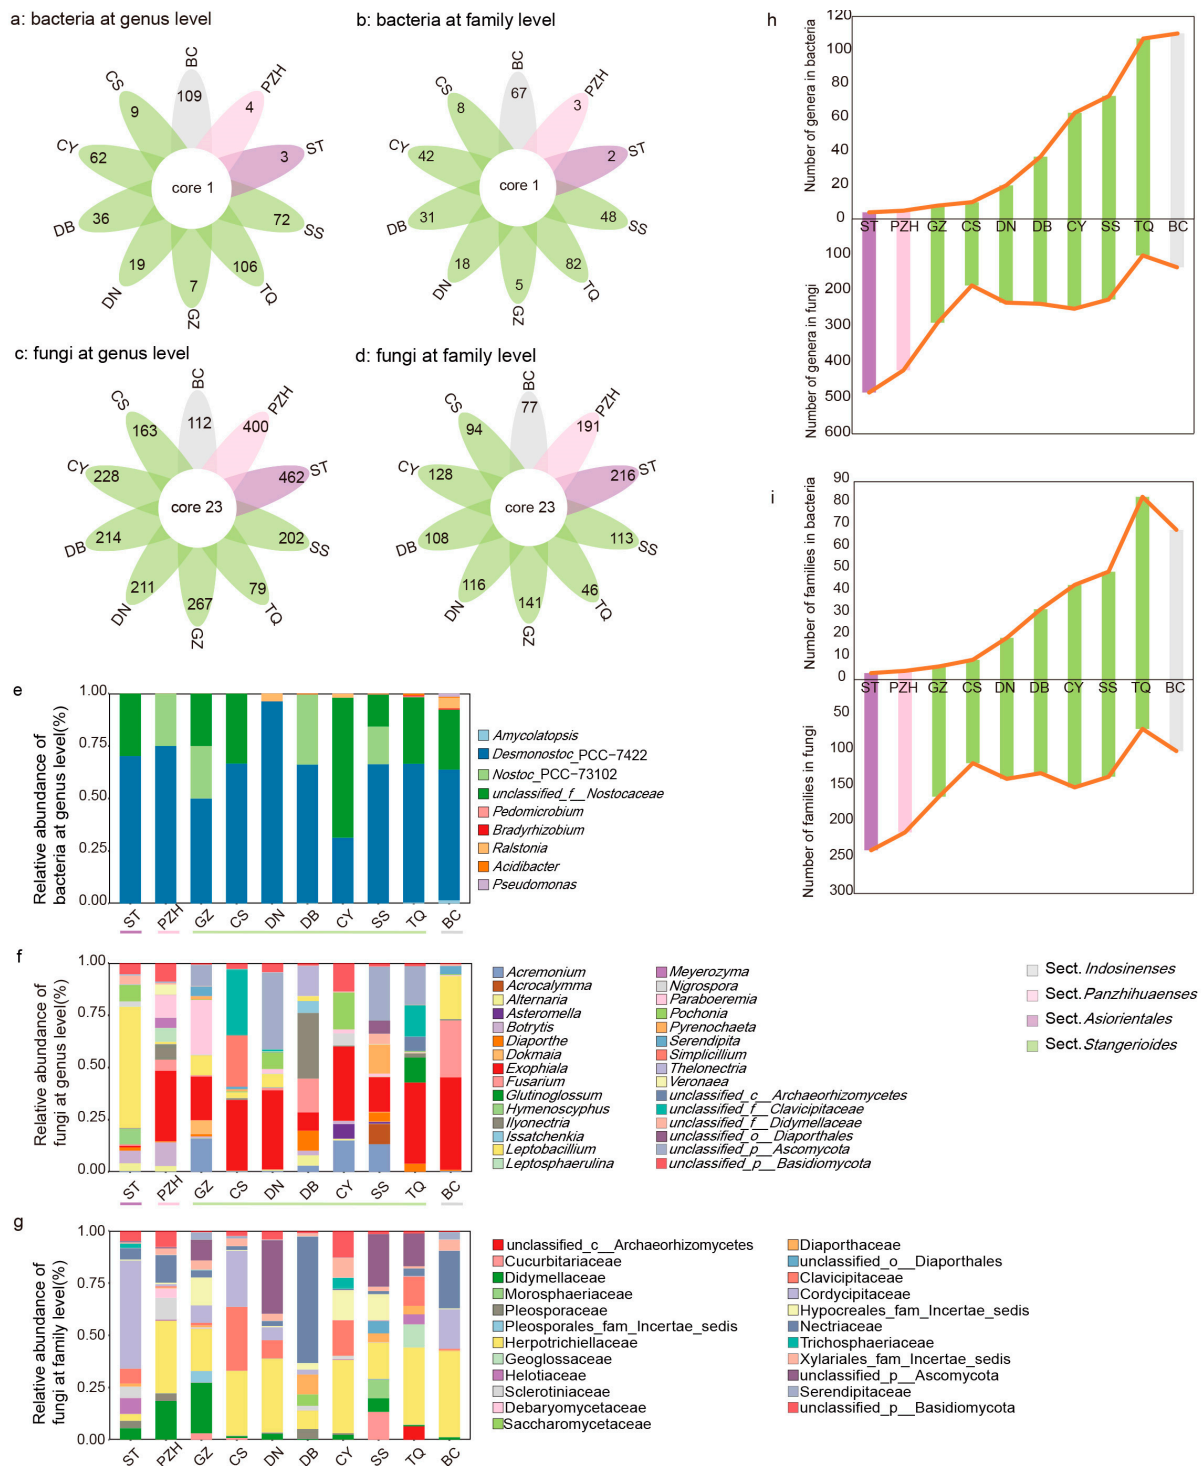 a: bacteria at genus level
BC
109
PZH
4
ST
3
SS
72
TQ
106
GZ
7
DN
19
DB
36
CY
62
CS
9
core 1
b: bacteria at family level
BC
67
PZH
3
ST
2
SS
48
TQ
82
GZ
5
DN
18
DB
31
CY
42
CS
8
core 1
c: fungi at genus level
BC
112
PZH
400
ST
462
SS
202
TQ
79
GZ
267
DN
211
DB
214
CY
228
CS
163
core 23
d: fungi at family level
BC
77
PZH
191
ST
216
SS
113
TQ
46
GZ
141
DN
116
DB
108
CY
128
CS
94
core 23
e
Relative abundance of
bacteria at genus level(%)
1.00
0.75
0.50
0.25
0.00
ST PZH GZ CS DN DB CY SS TQ BC
Amycolatopsis
Desmonostoc_PCC-7422
Nostoc_PCC-73102
unclassified_f__Nostocaceae
Pedomicrobium
Bradyrhizobium
Ralstonia
Acidibacter
Pseudomonas
f
Relative abundance of
fungi at genus level(%)
1.00
0.75
0.50
0.25
0.00
ST PZH GZ CS DN DB CY SS TQ BC
Acremonium
Acrocalymma
Alternaria
Asteromella
Botrytis
Diaporthe
Dokmaia
Exophiala
Fusarium
Glutinoglossum
Hymenoscyphus
Ilyonectria
Issatchenkia
Leptobacillium
Leptosphaerulina
Meyerozyma
Nigrospora
Paraboeremia
Pochonia
Pyrenochaeta
Serendipita
Simplicillium
Thelonectria
Veronaea
unclassified_c__Archaeorhizomycetes
unclassified_f__Clavicipitaceae
unclassified_f__Didymellaceae
unclassified_o__Diaporthales
unclassified_p__Ascomycota
unclassified_p__Basidiomycota
g
Relative abundance of
fungi at family level(%)
1.00
0.75
0.50
0.25
0.00
ST PZH GZ CS DN DB CY SS TQ BC
unclassified_c__Archaeorhizomycetes
Cucurbitariaceae
Didymellaceae
Morosphaeriaceae
Pleosporaceae
Pleosporales_fam_Incertae_sedis
Herpotrichiellaceae
Geoglossaceae
Helotiaceae
Sclerotiniaceae
Debaryomycetaceae
Saccharomycetaceae
Diaporthaceae
unclassified_o__Diaporthales
Clavicipitaceae
Cordycipitaceae
Hypocreales_fam_Incertae_sedis
Nectriaceae
Trichosphaeriaceae
Xylariales_fam_Incertae_sedis
unclassified_p__Ascomycota
Serendipitaceae
unclassified_p__Basidiomycota
h
Number of genera in bacteria
120
100
80
60
40
20
0
ST PZH GZ CS DN DB CY SS TQ BC
Number of genera in fungi
100
200
300
400
500
600
i
Number of families in bacteria
90
80
70
60
50
40
30
20
10
0
ST PZH GZ CS DN DB CY SS TQ BC
Number of families in fungi
50
100
150
200
250
300
Sect. Indosinenses
Sect. Panzhihuaenses
Sect. Asiorientales
Sect. Stangerioides